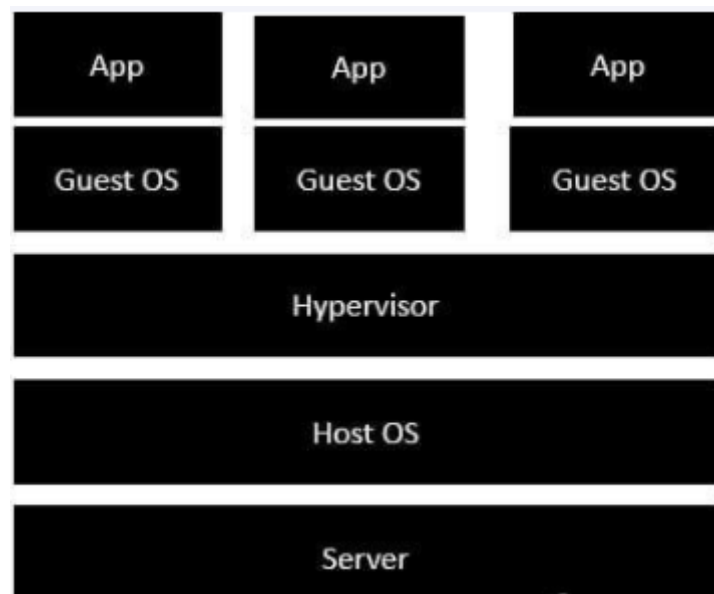 App App App
Guest OS Guest OS Guest OS
Hypervisor
Host OS
Server